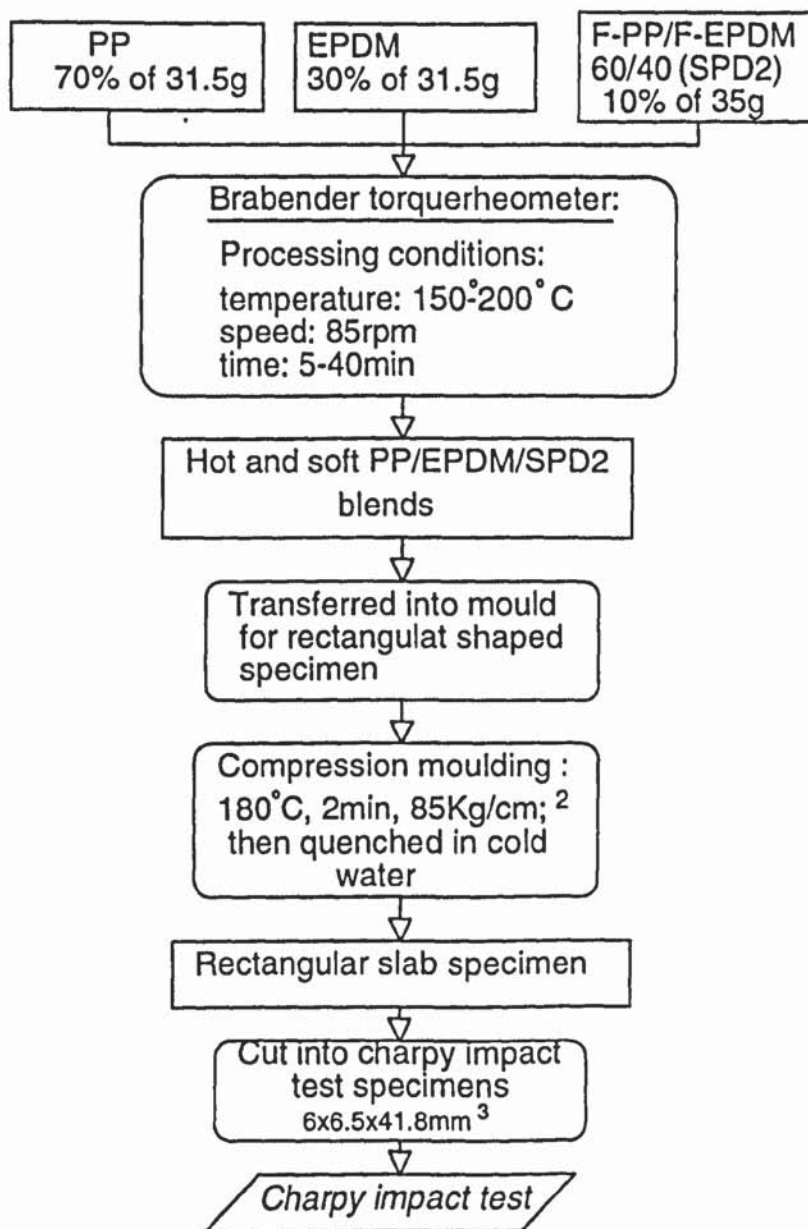 PP
70% of 31.5g
EPDM
30% of 31.5g
F-PP/F-EPDM
60/40 (SPD2)
10% of 35g
Brabender torquerheometer:
Processing conditions:
temperature: 150-200°C
speed: 85rpm
time: 5-40min
Hot and soft PP/EPDM/SPD2
blends
Transferred into mould
for rectangulat shaped
specimen
Compression moulding :
180°C, 2min, 85Kg/cm; ²
then quenched in cold
water
Rectangular slab specimen
Cut into charpy impact
test specimens
6x6.5x41.8mm ³
Charpy impact test